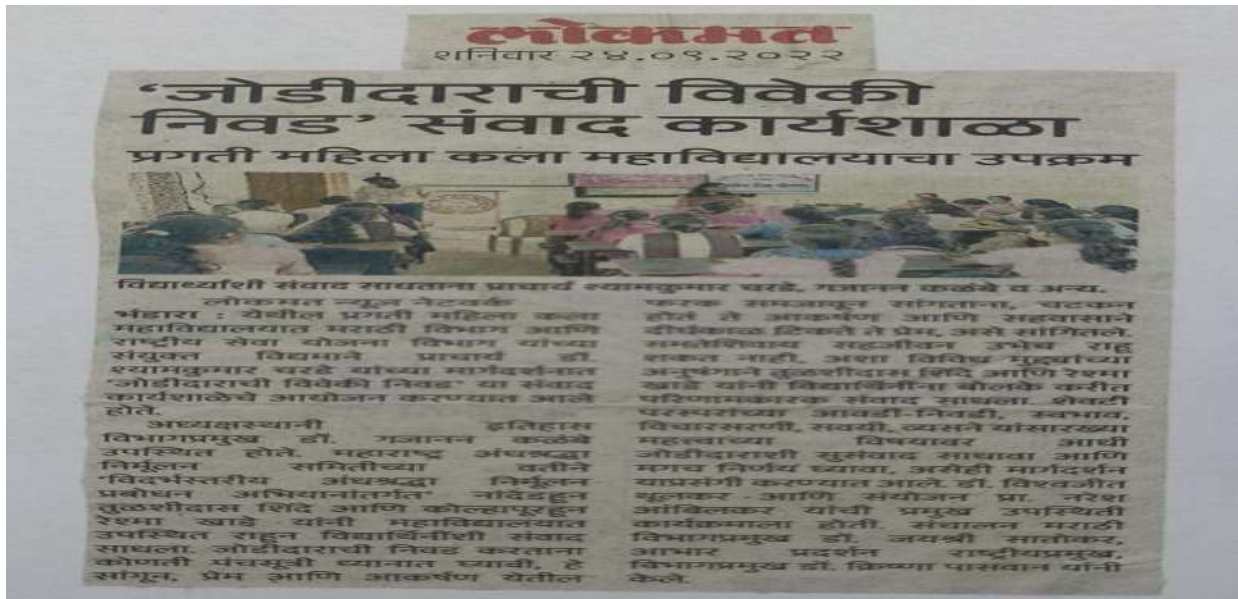 लोकमत
शनिवार २४.०९.२०२२
‘जोडीदाराची विवेकी
निवड’ संवाद कार्यशाळा
प्रगती महिला कला महाविद्यालयाचा उपक्रम
विद्यार्थ्यांशी संवाद साधताना प्राचार्य श्यामकुमार चरडे, गजानन कळंबे व अन्य.
लोकमत न्यूज नेटवर्क
भंडारा : येथील प्रगती महिला कला
महाविद्यालयात मराठी विभाग आणि
राष्ट्रीय सेवा योजना विभाग यांच्या
संयुक्त विद्यमाने प्राचार्य डॉ.
श्यामकुमार चरडे यांच्या मार्गदर्शनात
‘जोडीदाराची विवेकी निवड’ या संवाद
कार्यशाळेचे आयोजन करण्यात आले
होते.
अध्यक्षस्थानी इतिहास
विभागप्रमुख डॉ. गजानन कळंबे
उपस्थित होते. महाराष्ट्र अंधश्रद्धा
निर्मूलन समितीच्या वतीने
‘विदर्भस्तरीय अंधश्रद्धा निर्मूलन
प्रबोधन अभियानांतर्गत’ नांदेडहून
तुळशीदास शिंदे आणि कोल्हापूरहून
रेश्मा खाडे यांनी महाविद्यालयात
उपस्थित राहून विद्यार्थिनींशी संवाद
साधला. जोडीदाराची निवड करताना
कोणती पंचसूत्री ध्यानात घ्यावी, हे
सांगून, प्रेम आणि आकर्षण येतील
फरक समजावून सांगताना, चटकन
होते ते आकर्षण आणि सहवासाने
दीर्घकाळ टिकते ते प्रेम, असे सांगितले.
समतेशिवाय सहजीवन उभेच राहू
शकत नाही, अशा विविध मुद्द्यांच्या
अनुषंगाने तुळशीदास शिंदे आणि रेश्मा
खाडे यांनी विद्यार्थिनींना बोलके करीत
परिणामकारक संवाद साधला. शेवटी
परस्परांच्या आवडी-निवडी, स्वभाव,
विचारसरणी, सवयी, व्यसने यांसारख्या
महत्त्वाच्या विषयावर आधी
जोडीदाराशी सुसंवाद साधावा आणि
मगच निर्णय घ्यावा, असेही मार्गदर्शन
याप्रसंगी करण्यात आले. डॉ. विश्वजीत
थूलकर आणि संयोजन प्रा. नरेश
आंबिलकर यांची प्रमुख उपस्थिती
कार्यक्रमाला होती. संचालन मराठी
विभागप्रमुख डॉ. जयश्री सातोकर,
आभार प्रदर्शन राष्ट्रीयप्रमुख,
विभागप्रमुख डॉ. क्रिष्णा पासवान यांनी
केले.